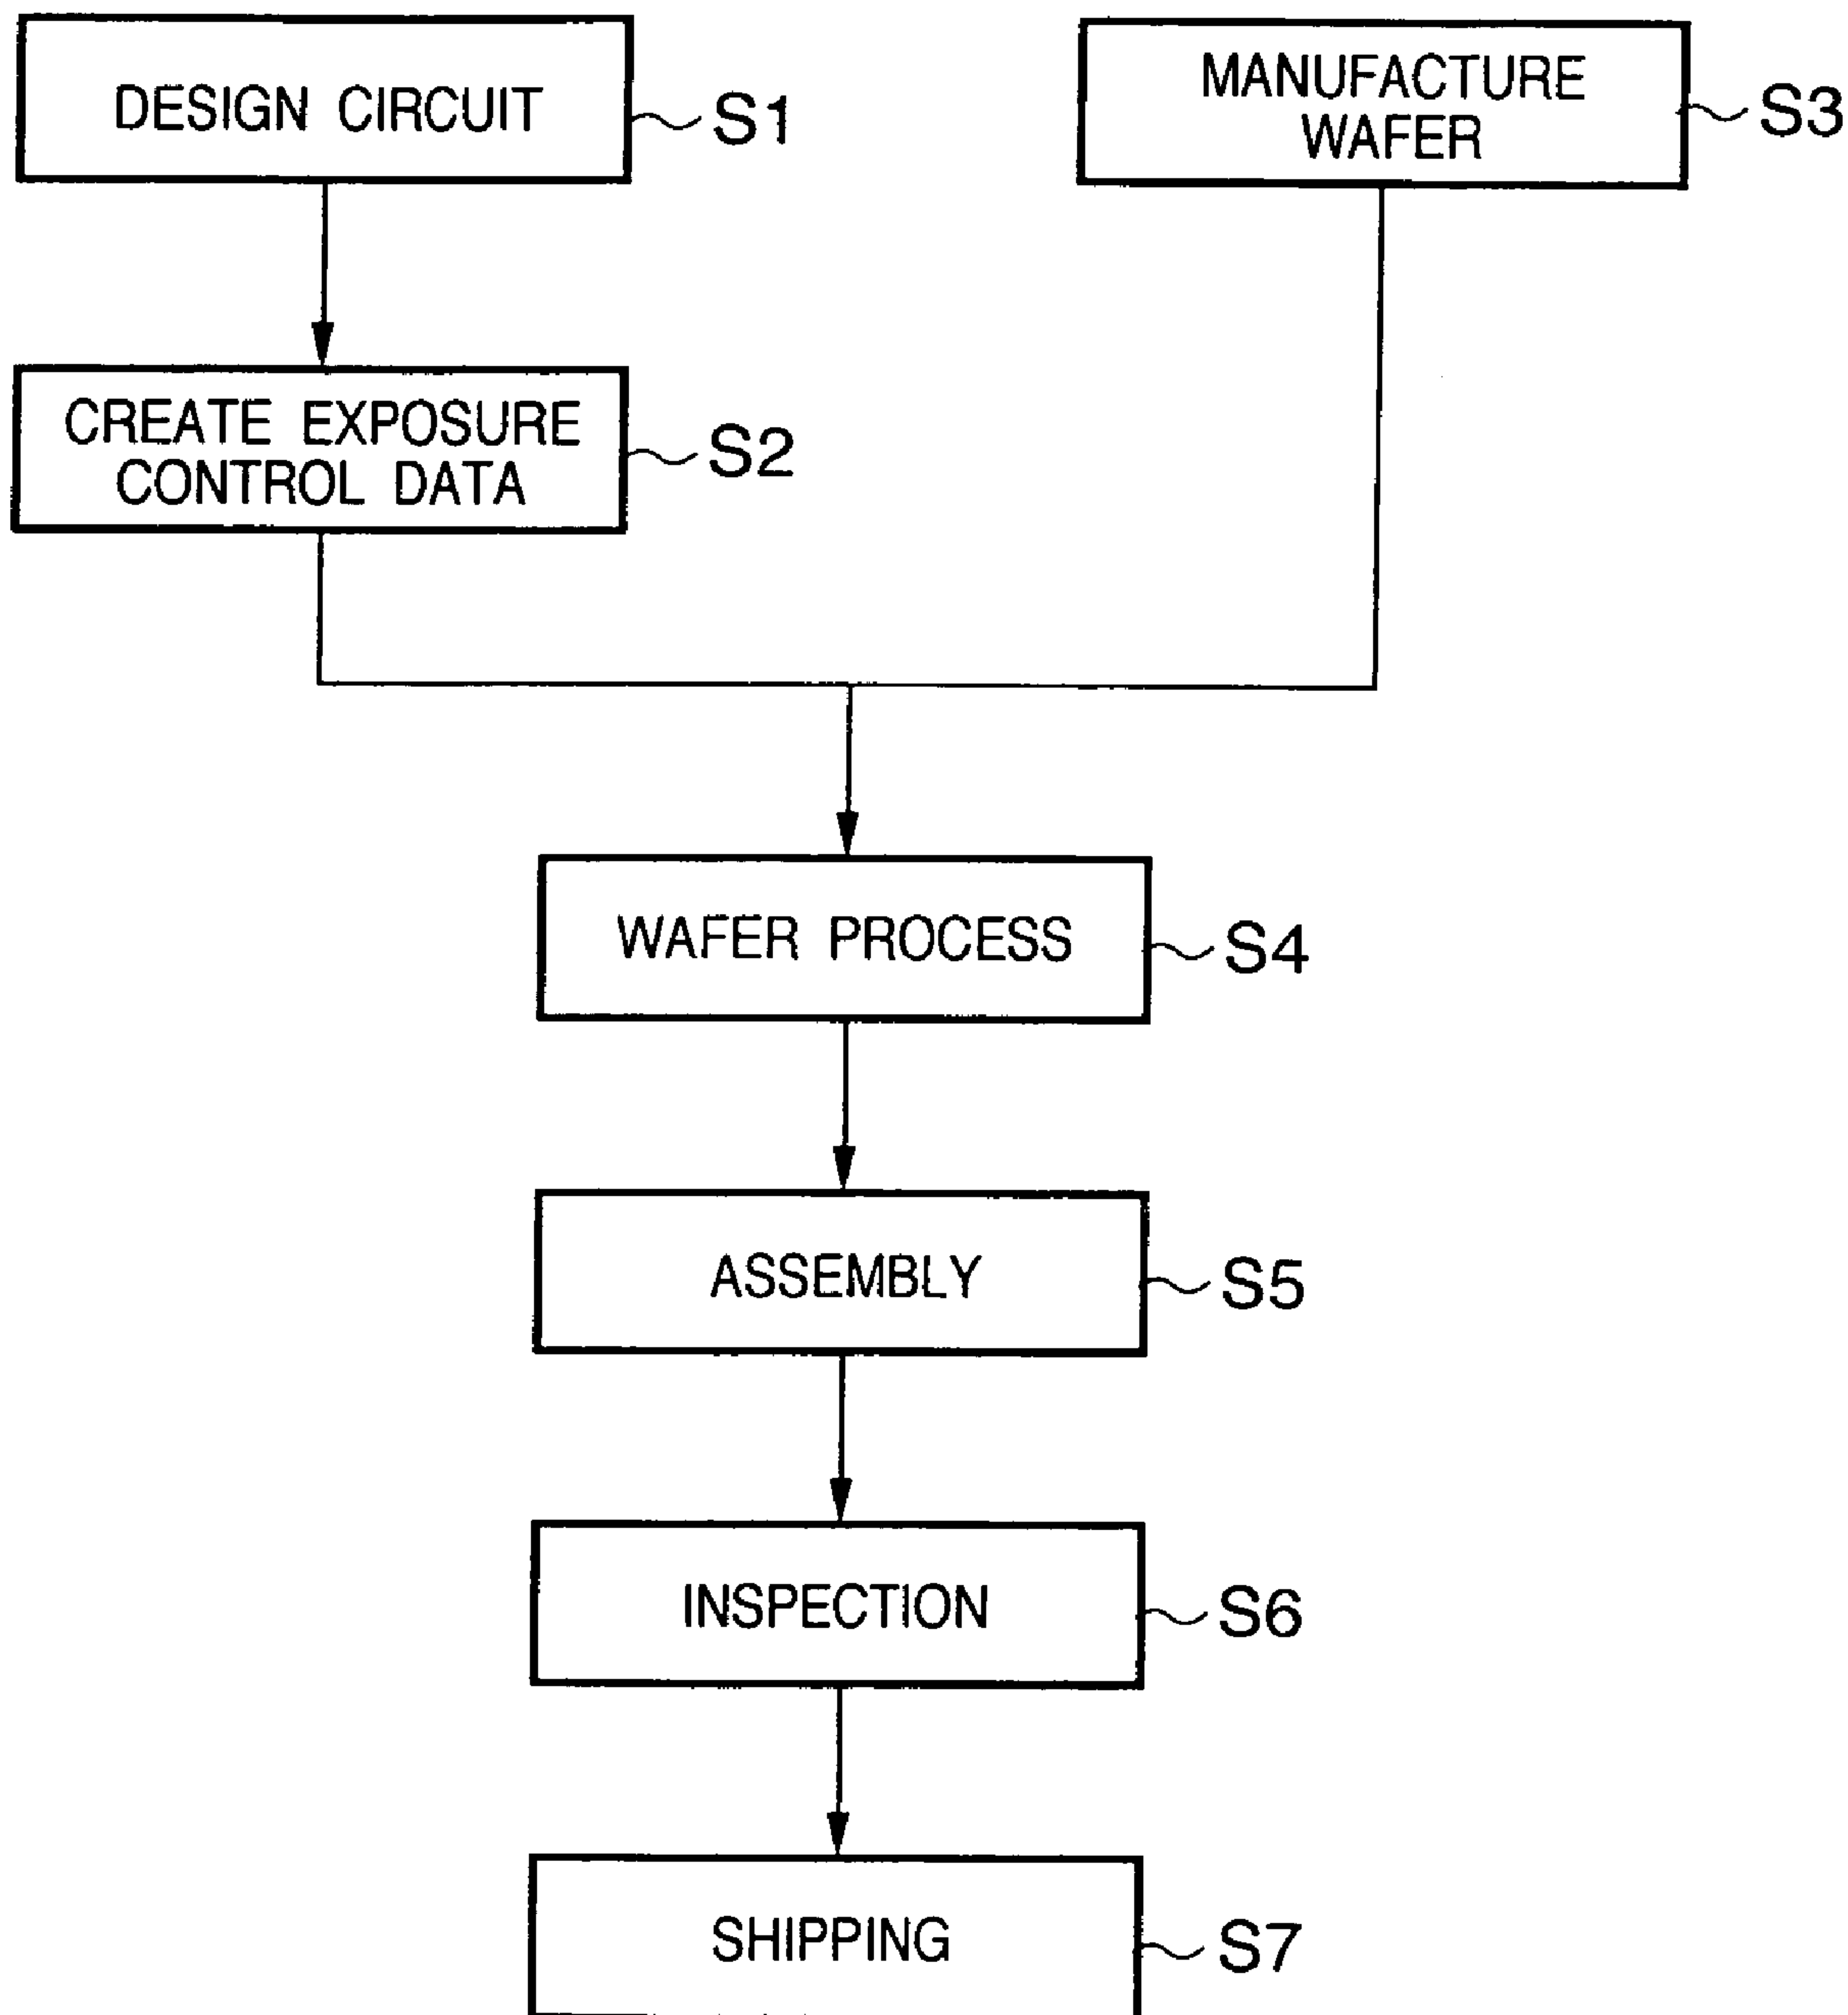 DESIGN CIRCUIT
S1
MANUFACTURE
WAFER
S3
CREATE EXPOSURE
CONTROL DATA
S2
WAFER PROCESS
S4
ASSEMBLY
S5
INSPECTION
S6
SHIPPING
S7